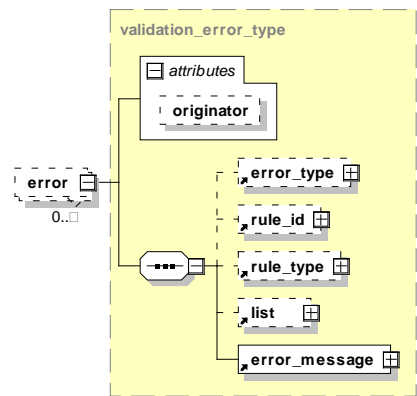 validation_error_type
attributes
originator
error
0..
error_type
rule_id
rule_type
list
error_message